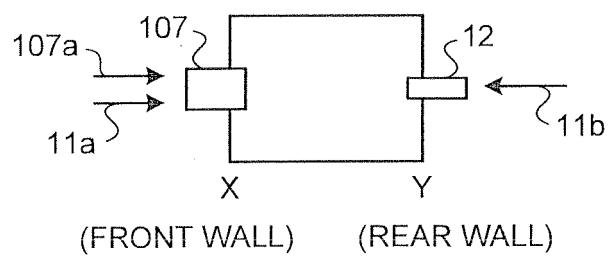 107a 107 12
11a 11b
X Y
(FRONT WALL) (REAR WALL)